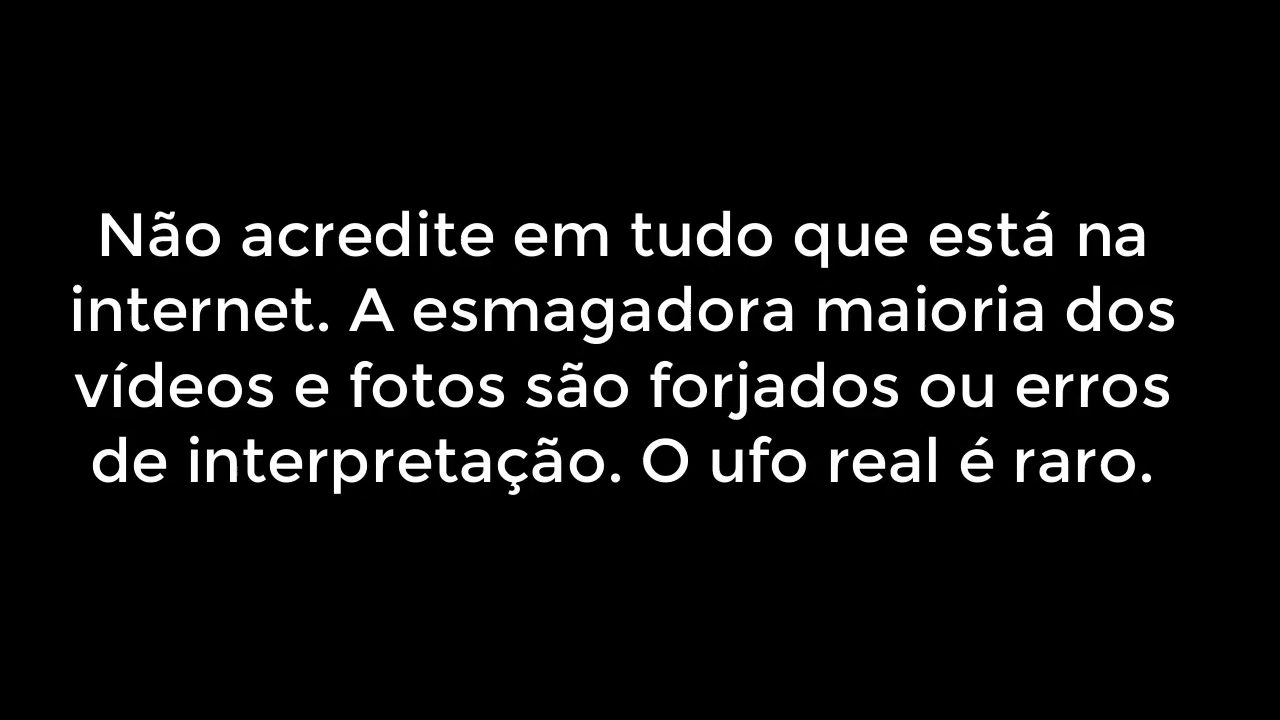 Não acredite em tudo que está na
internet. A esmagadora maioria dos
vídeos e fotos são forjados ou erros
de interpretação. O ufo real é raro.